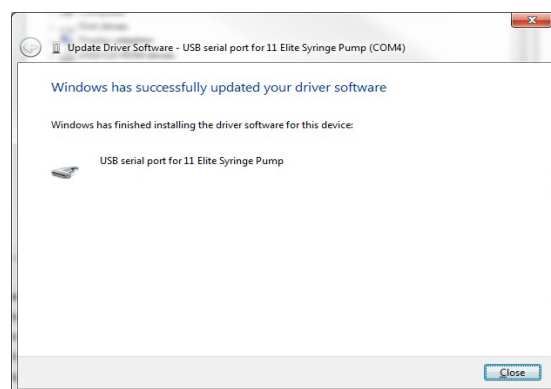 Update Driver Software - USB serial port for 11 Elite Syringe Pump (COM4)
Windows has successfully updated your driver software
Windows has finished installing the driver software for this device:
USB serial port for 11 Elite Syringe Pump
Close